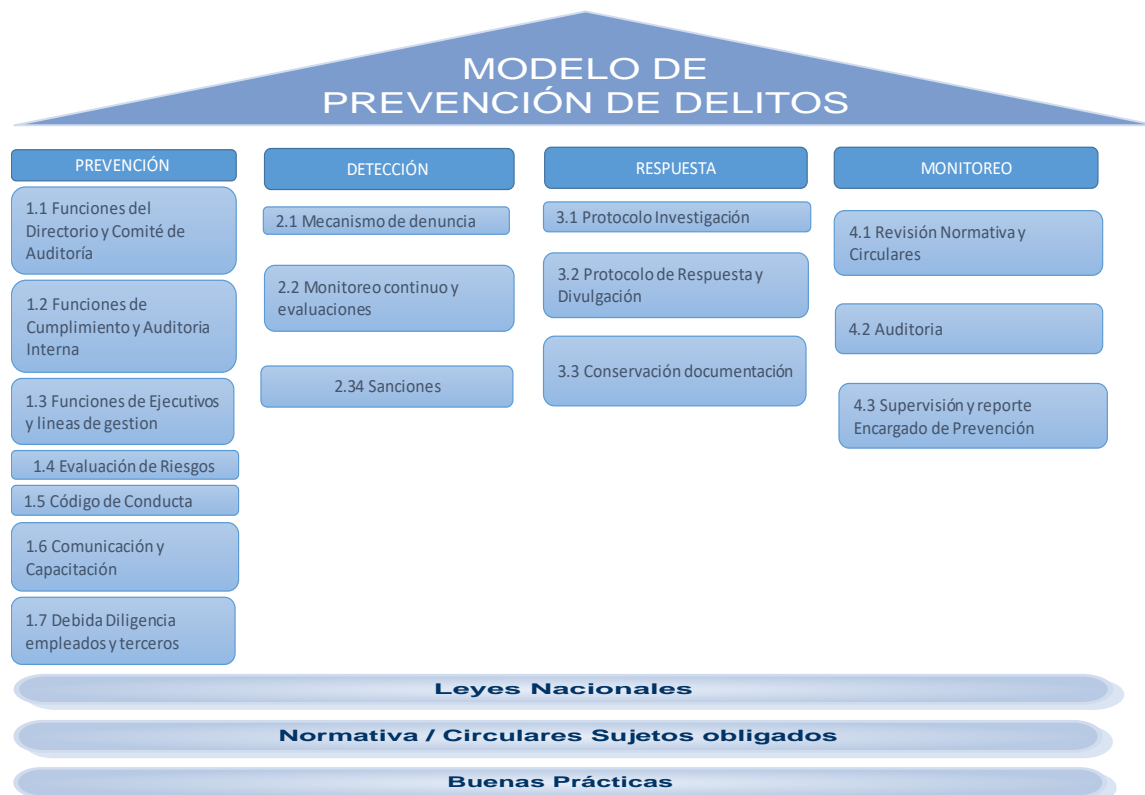 MODELO DE
PREVENCIÓN DE DELITOS
PREVENCIÓN
1.1 Funciones del
Directorio y Comité de
Auditoría
1.2 Funciones de
Cumplimiento y Auditoria
Interna
1.3 Funciones de Ejecutivos
y lineas de gestion
1.4 Evaluación de Riesgos
1.5 Código de Conducta
1.6 Comunicación y
Capacitación
1.7 Debida Diligencia
empleados y terceros
DETECCIÓN
2.1 Mecanismo de denuncia
2.2 Monitoreo continuo y
evaluaciones
2.34 Sanciones
RESPUESTA
3.1 Protocolo Investigación
3.2 Protocolo de Respuesta y
Divulgación
3.3 Conservación documentación
MONITOREO
4.1 Revisión Normativa y
Circulares
4.2 Auditoria
4.3 Supervisión y reporte
Encargado de Prevención
Leyes Nacionales
Normativa / Circulares Sujetos obligados
Buenas Prácticas